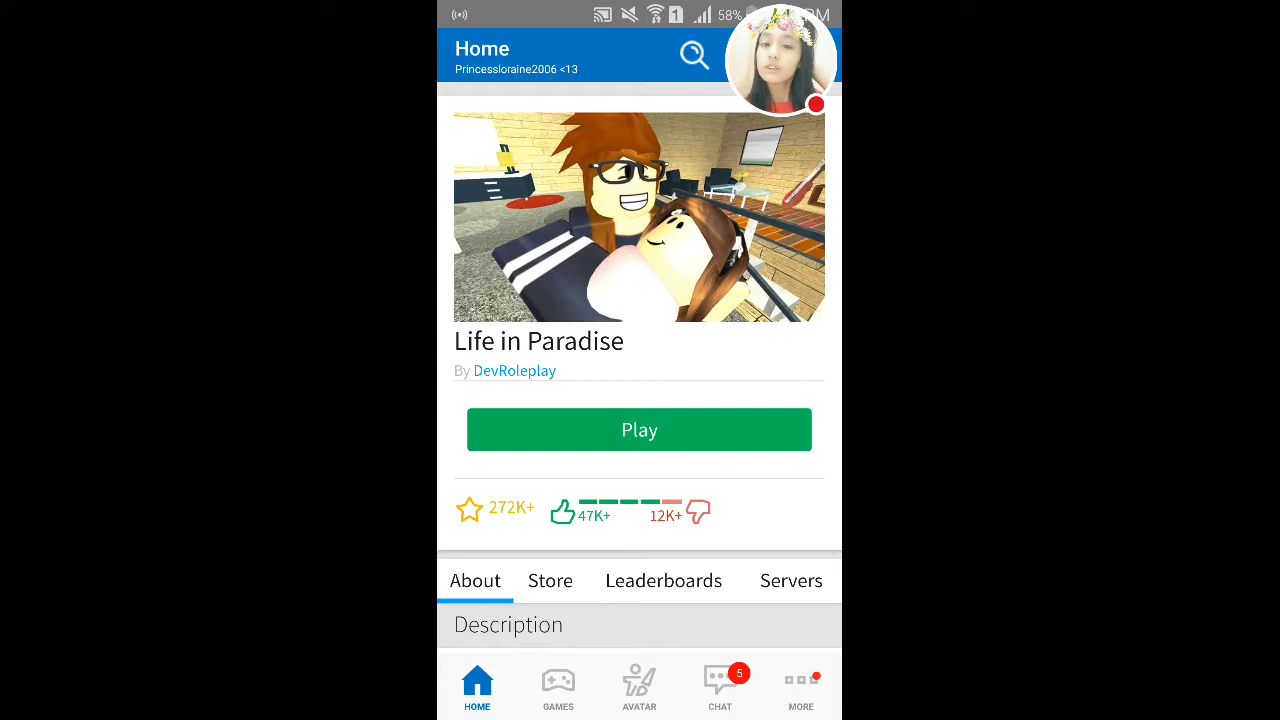 58%
Home
Princessloraine2006 <13
Life in Paradise
By DevRoleplay
Play
272K+
47K+
12K+
About Store Leaderboards Servers
Description
5
HOME GAMES AVATAR CHAT MORE